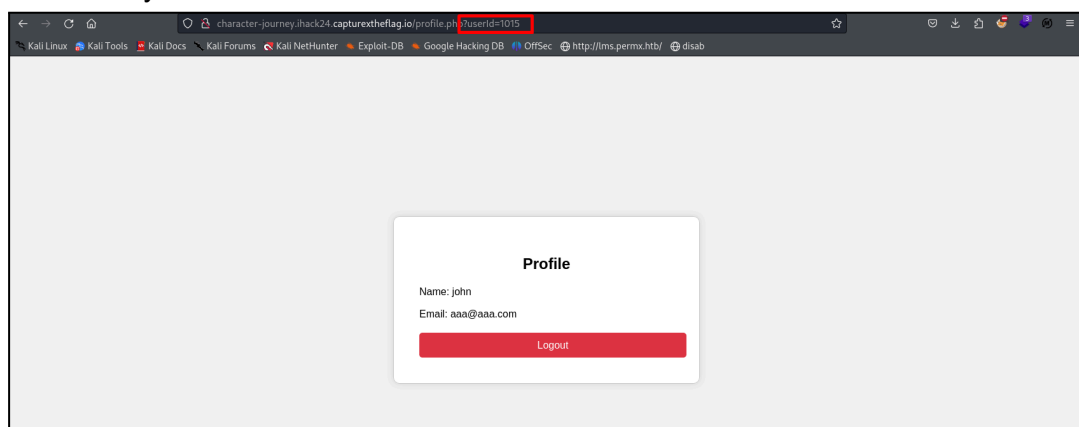 character-journey.ihack24.capturextheflag.io/profile.php?userId=1015
Kali Linux Kali Tools Kali Docs Kali Forums Kali NetHunter Exploit-DB Google Hacking DB OffSec http://lms.permx.htb/ disab
Profile
Name: john
Email: aaa@aaa.com
Logout